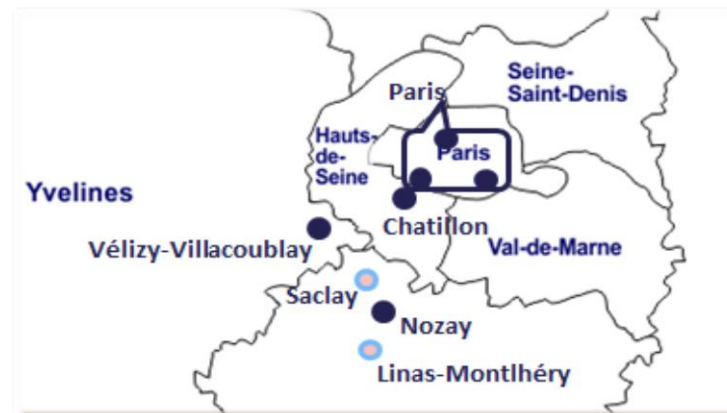 Seine-
Saint-Denis
Paris
Hauts-
de-
Seine
Paris
Yvelines
Chatillon
Vélizy-Villacoublay
Val-de-Marne
Saclay
Nozay
Linas-Montlhéry